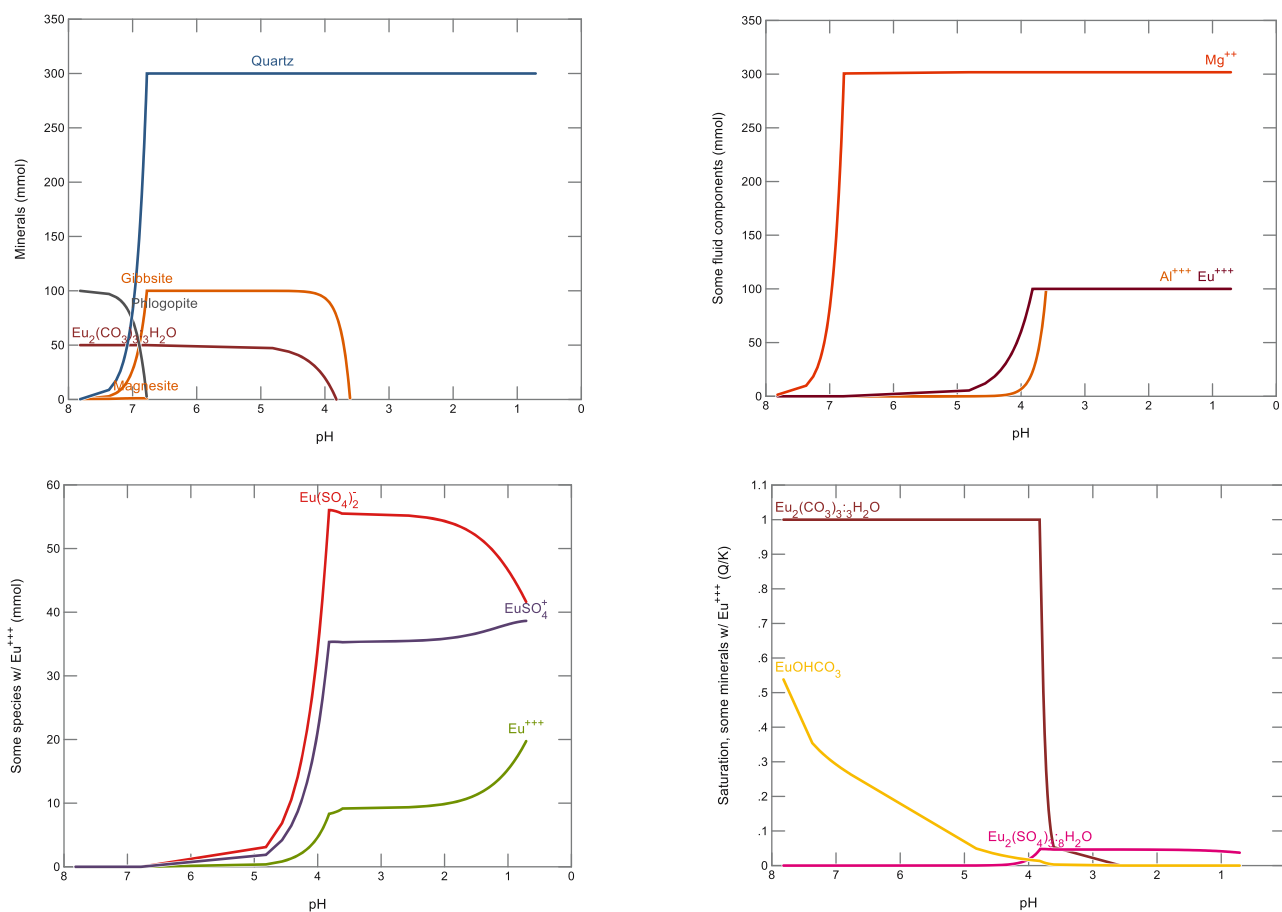 350
300
250
200
150
100
50
0
Minerals (mmol)
Quartz
Gibbsite
Phlogopite
Eu₂(CO₃)₃:3H₂O
Magnesite
8 7 6 5 4 3 2 1 0
pH
350
300
250
200
150
100
50
0
Some fluid components (mmol)
Mg⁺⁺
Al⁺⁺⁺ Eu⁺⁺⁺
8 7 6 5 4 3 2 1 0
pH
60
50
40
30
20
10
0
Some species w/ Eu⁺⁺⁺ (mmol)
Eu(SO₄)₂⁻
EuSO₄⁺
Eu⁺⁺⁺
8 7 6 5 4 3 2 1 0
pH
1.1
1
.9
.8
.7
.6
.5
.4
.3
.2
.1
0
Saturation, some minerals w/ Eu⁺⁺⁺ (Q/K)
Eu₂(CO₃)₃:3H₂O
EuOHCO₃
Eu₂(SO₄)₃:8H₂O
8 7 6 5 4 3 2 1 0
pH